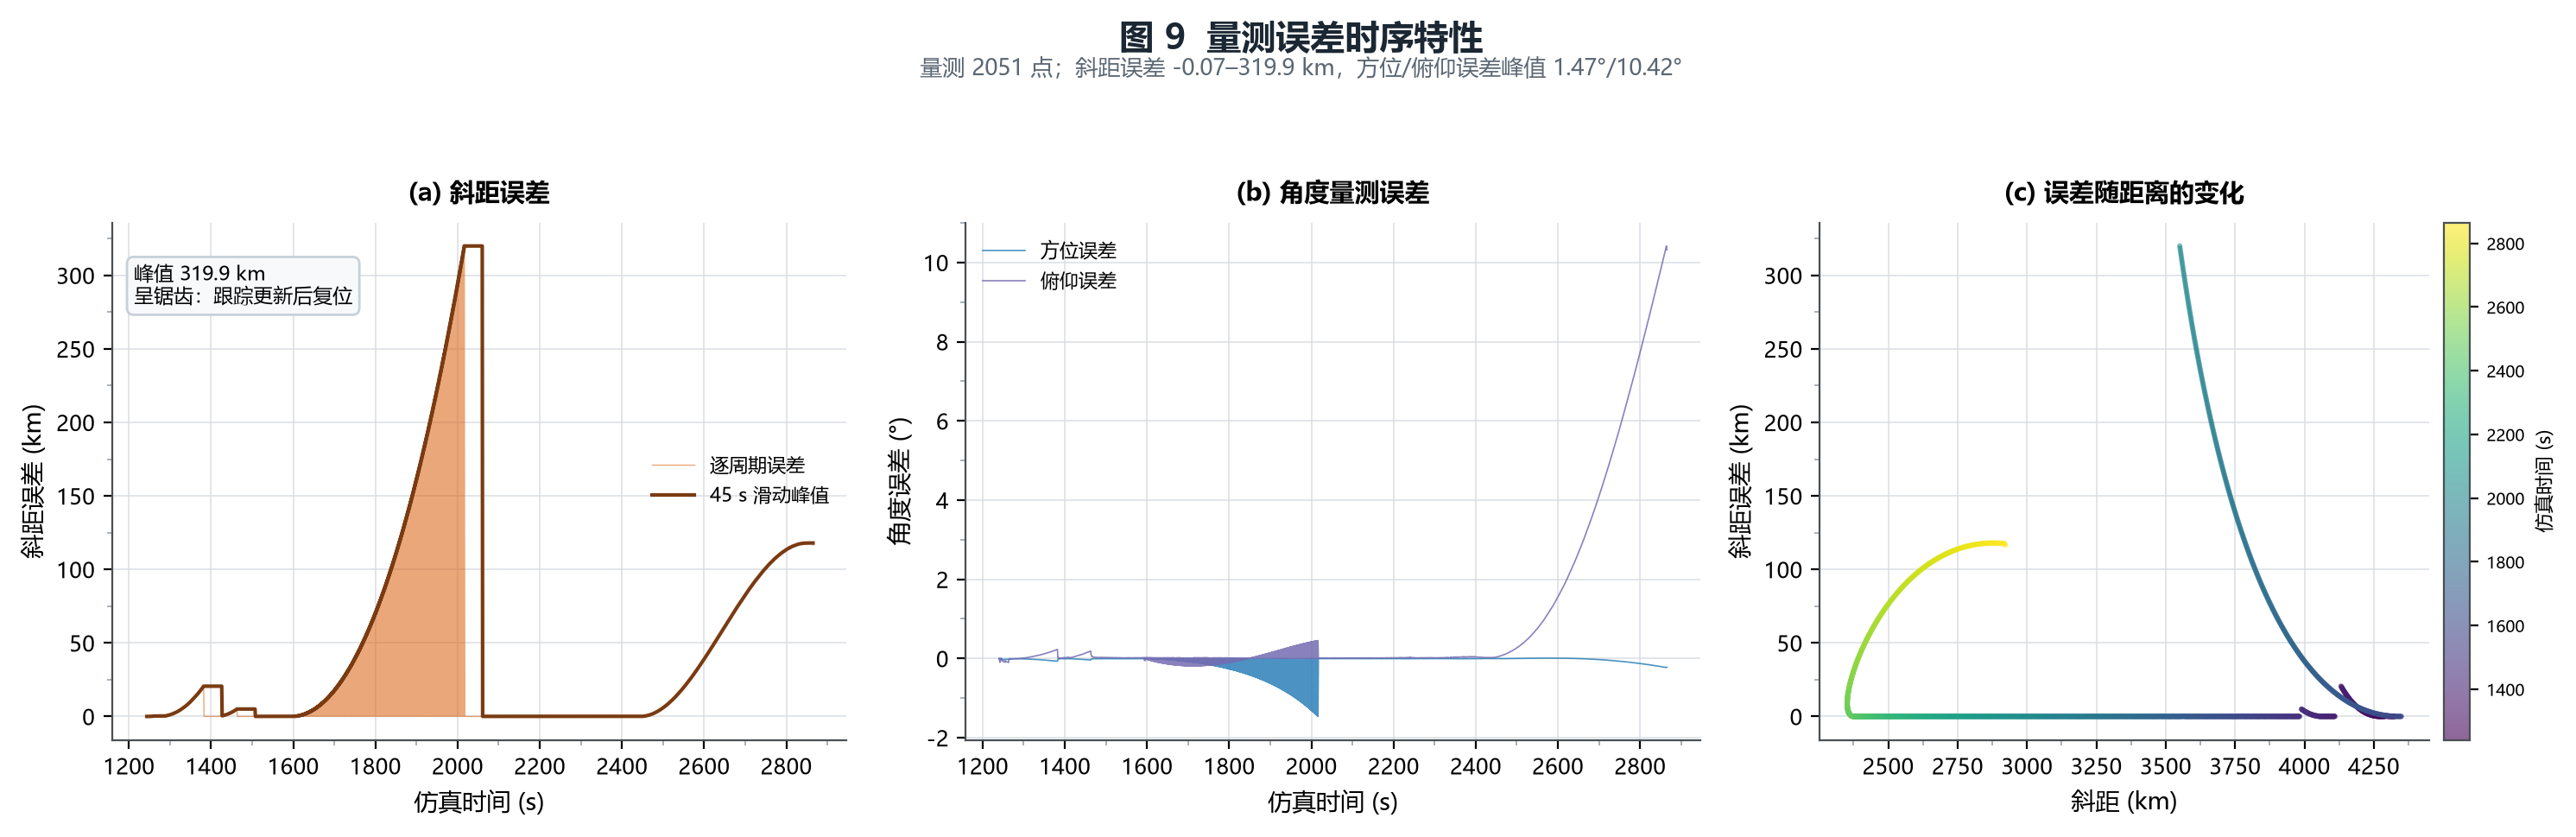 图 9 量测误差时序特性
量测 2051 点；斜距误差 -0.07–319.9 km，方位/俯仰误差峰值 1.47°/10.42°
(a) 斜距误差
峰值 319.9 km
呈锯齿：跟踪更新后复位
逐周期误差
45 s 滑动峰值
斜距误差 (km)
300
250
200
150
100
50
0
1200 1400 1600 1800 2000 2200 2400 2600 2800
仿真时间 (s)
(b) 角度量测误差
方位误差
俯仰误差
角度误差 (°)
10
8
6
4
2
0
-2
1200 1400 1600 1800 2000 2200 2400 2600 2800
仿真时间 (s)
(c) 误差随距离的变化
斜距误差 (km)
300
250
200
150
100
50
0
2500 2750 3000 3250 3500 3750 4000 4250
斜距 (km)
2800
2600
2400
2200
2000
1800
1600
1400
仿真时间 (s)